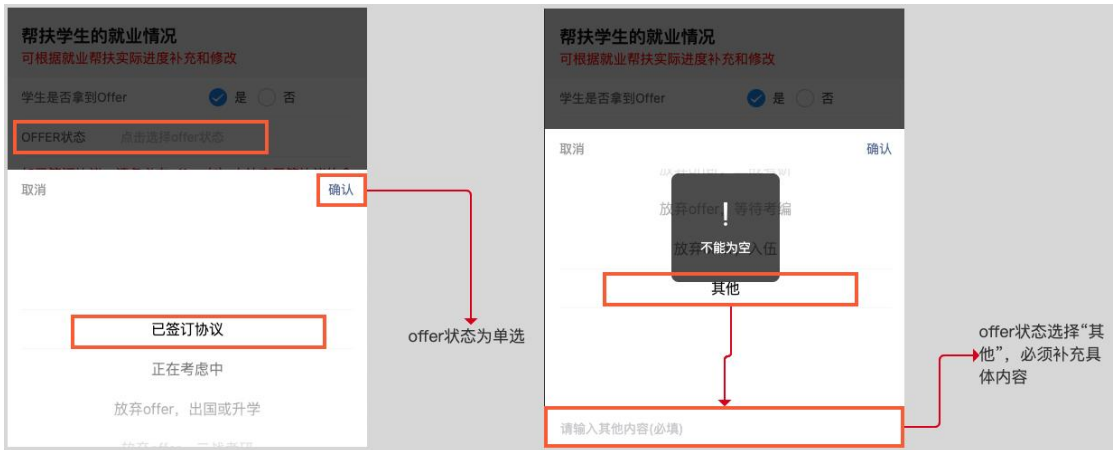 帮扶学生的就业情况
可根据就业帮扶实际进度补充和修改
学生是否拿到Offer 是 否
OFFER状态 点击选择offer状态
取消 确认
已签订协议
正在考虑中
放弃offer，出国或升学
offer状态为单选
帮扶学生的就业情况
可根据就业帮扶实际进度补充和修改
学生是否拿到Offer 是 否
取消 确认
放弃offer，等待考编
不能为空
其他
请输入其他内容(必填)
offer状态选择“其
他”，必须补充具
体内容